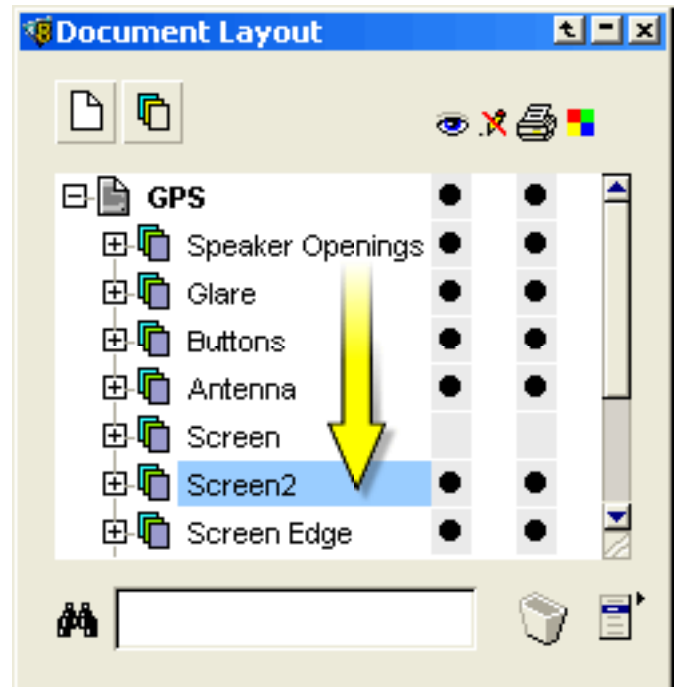 Document Layout
GPS
Speaker Openings
Glare
Buttons
Antenna
Screen
Screen2
Screen Edge